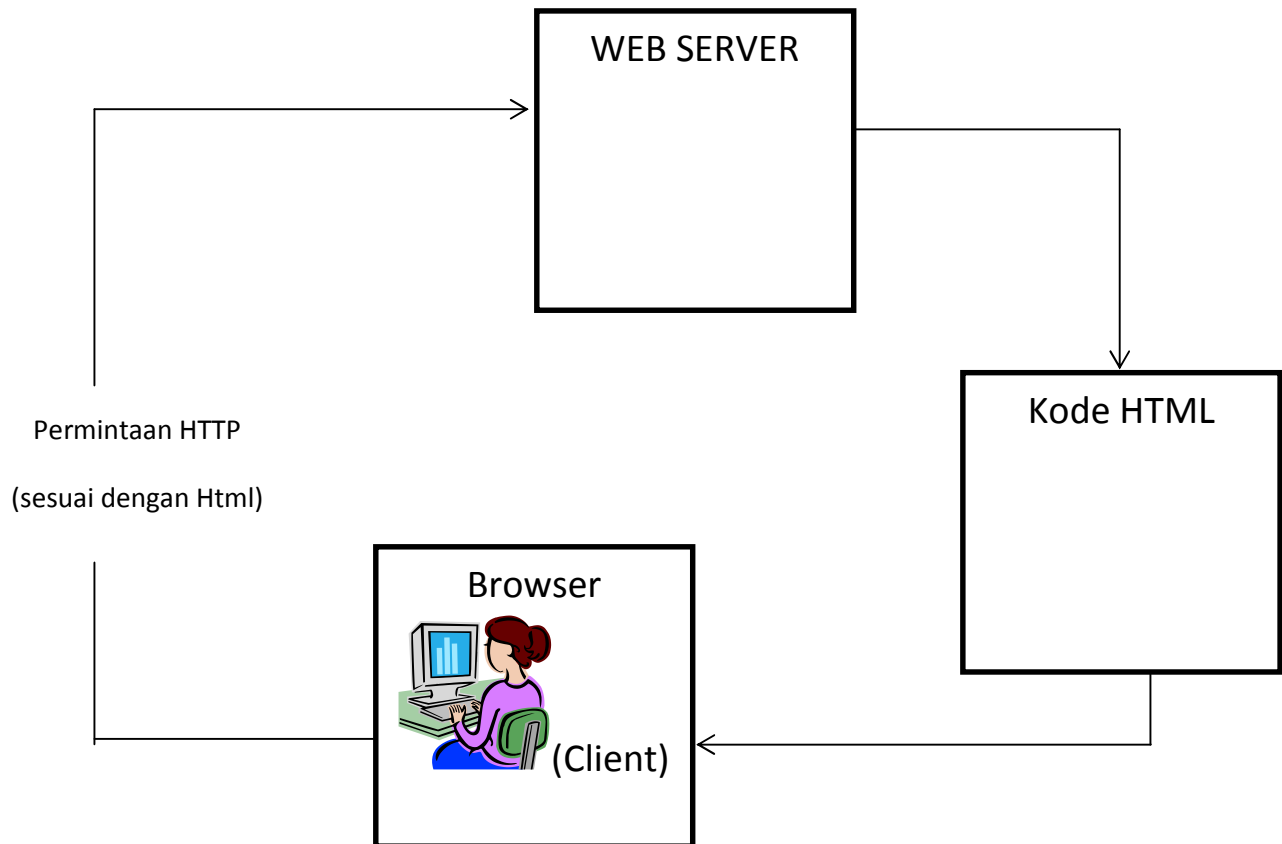 WEB SERVER
Kode HTML
Permintaan HTTP
(sesuai dengan Html)
Browser
(Client)